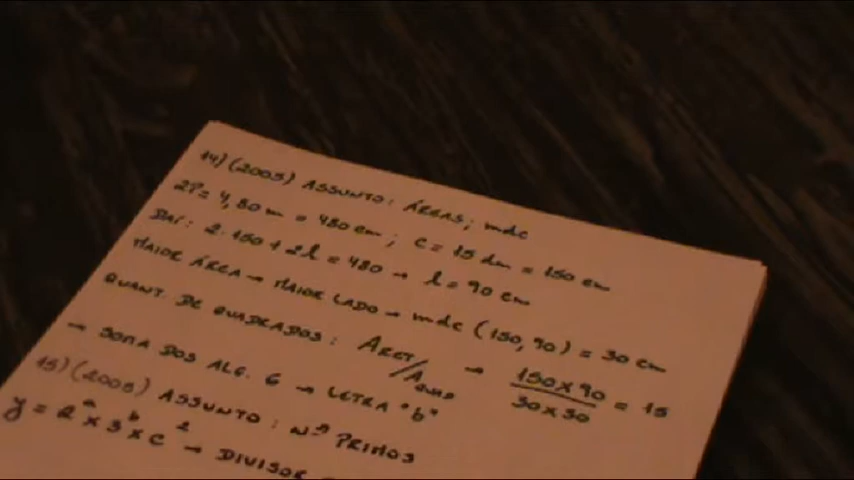 14) (2005) ASSUNTO: ÁREAS; mdc
2P = 4,80 m = 480 cm; C = 15 dm = 150 cm
DAÍ: 2.150 + 2l = 480 → l = 90 cm
MAIOR ÁREA → MAIOR LADO → mdc (150, 90) = 30 cm
QUANT. DE QUADRADOS: ARET/AQUAD → 150x90/30x30 = 15
→ SOMA DOS ALG. 6 → LETRA "b"
15) (2005) ASSUNTO: Nºs PRIMOS
y = 2^a x 3^b x c^2 → DIVISOR